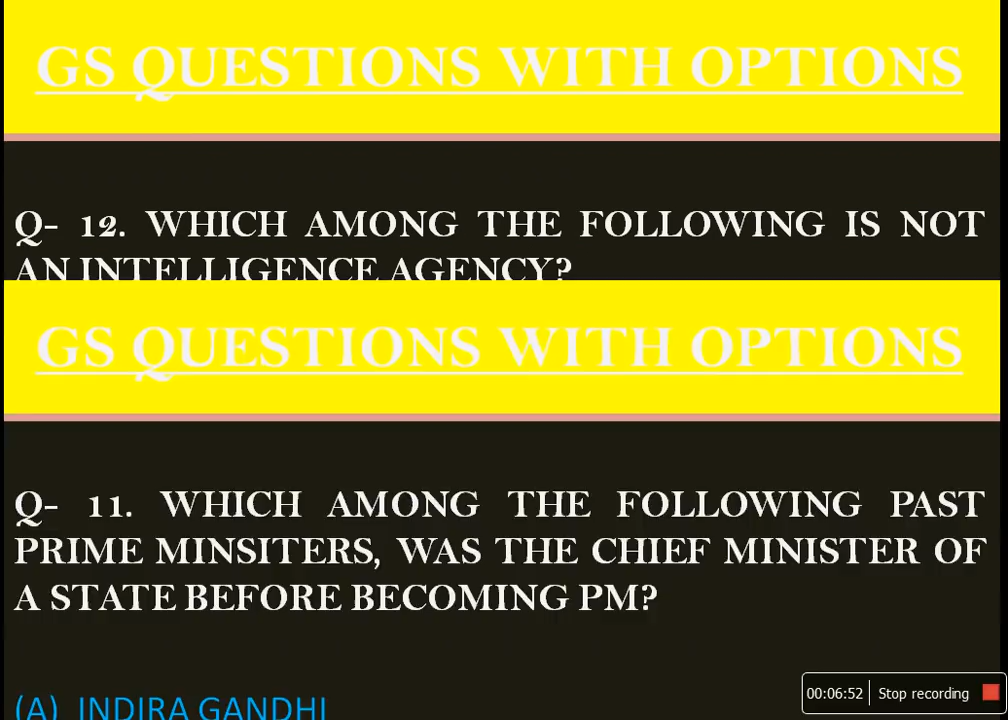 GS QUESTIONS WITH OPTIONS
Q- 12. WHICH AMONG THE FOLLOWING IS NOT
AN INTELLIGENCE AGENCY?
GS QUESTIONS WITH OPTIONS
Q- 11. WHICH AMONG THE FOLLOWING PAST
PRIME MINSITERS, WAS THE CHIEF MINISTER OF
A STATE BEFORE BECOMING PM?
(A) INDIRA GANDHI
00:06:52 Stop recording